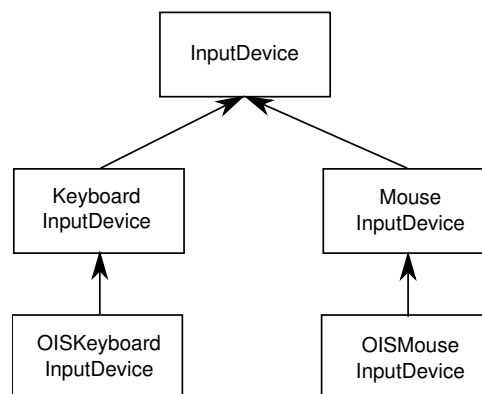 InputDevice
Keyboard
InputDevice
Mouse
InputDevice
OISKeyboard
InputDevice
OISMouse
InputDevice